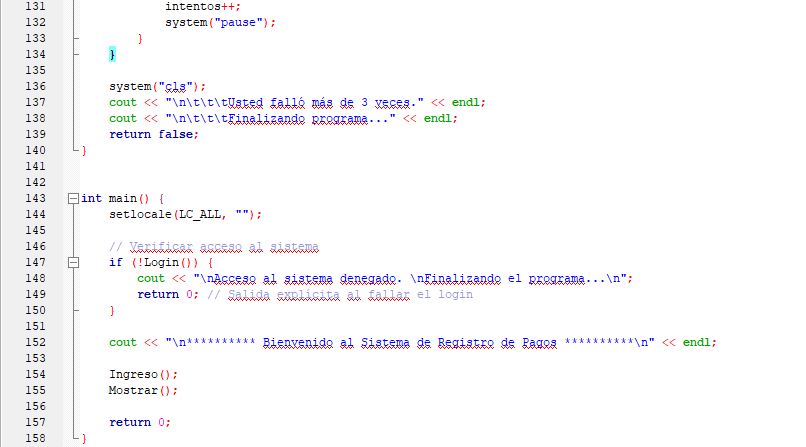 131 intentos++;
132 system("pause");
133 }
134 }
135
136 system("cls");
137 cout << "\n\t\t\tUsted falló más de 3 veces." << endl;
138 cout << "\n\t\t\tFinalizando programa..." << endl;
139 return false;
140 }
141
142
143 int main() {
144 setlocale(LC_ALL, "");
145
146 // Verificar acceso al sistema
147 if (!Login()) {
148 cout << "\nAcceso al sistema denegado. \nFinalizando el programa...\n";
149 return 0; // Salida explícita al fallar el login
150 }
151
152 cout << "\n********** Bienvenido al Sistema de Registro de Pagos **********\n" << endl;
153
154 Ingreso();
155 Mostrar();
156
157 return 0;
158 }